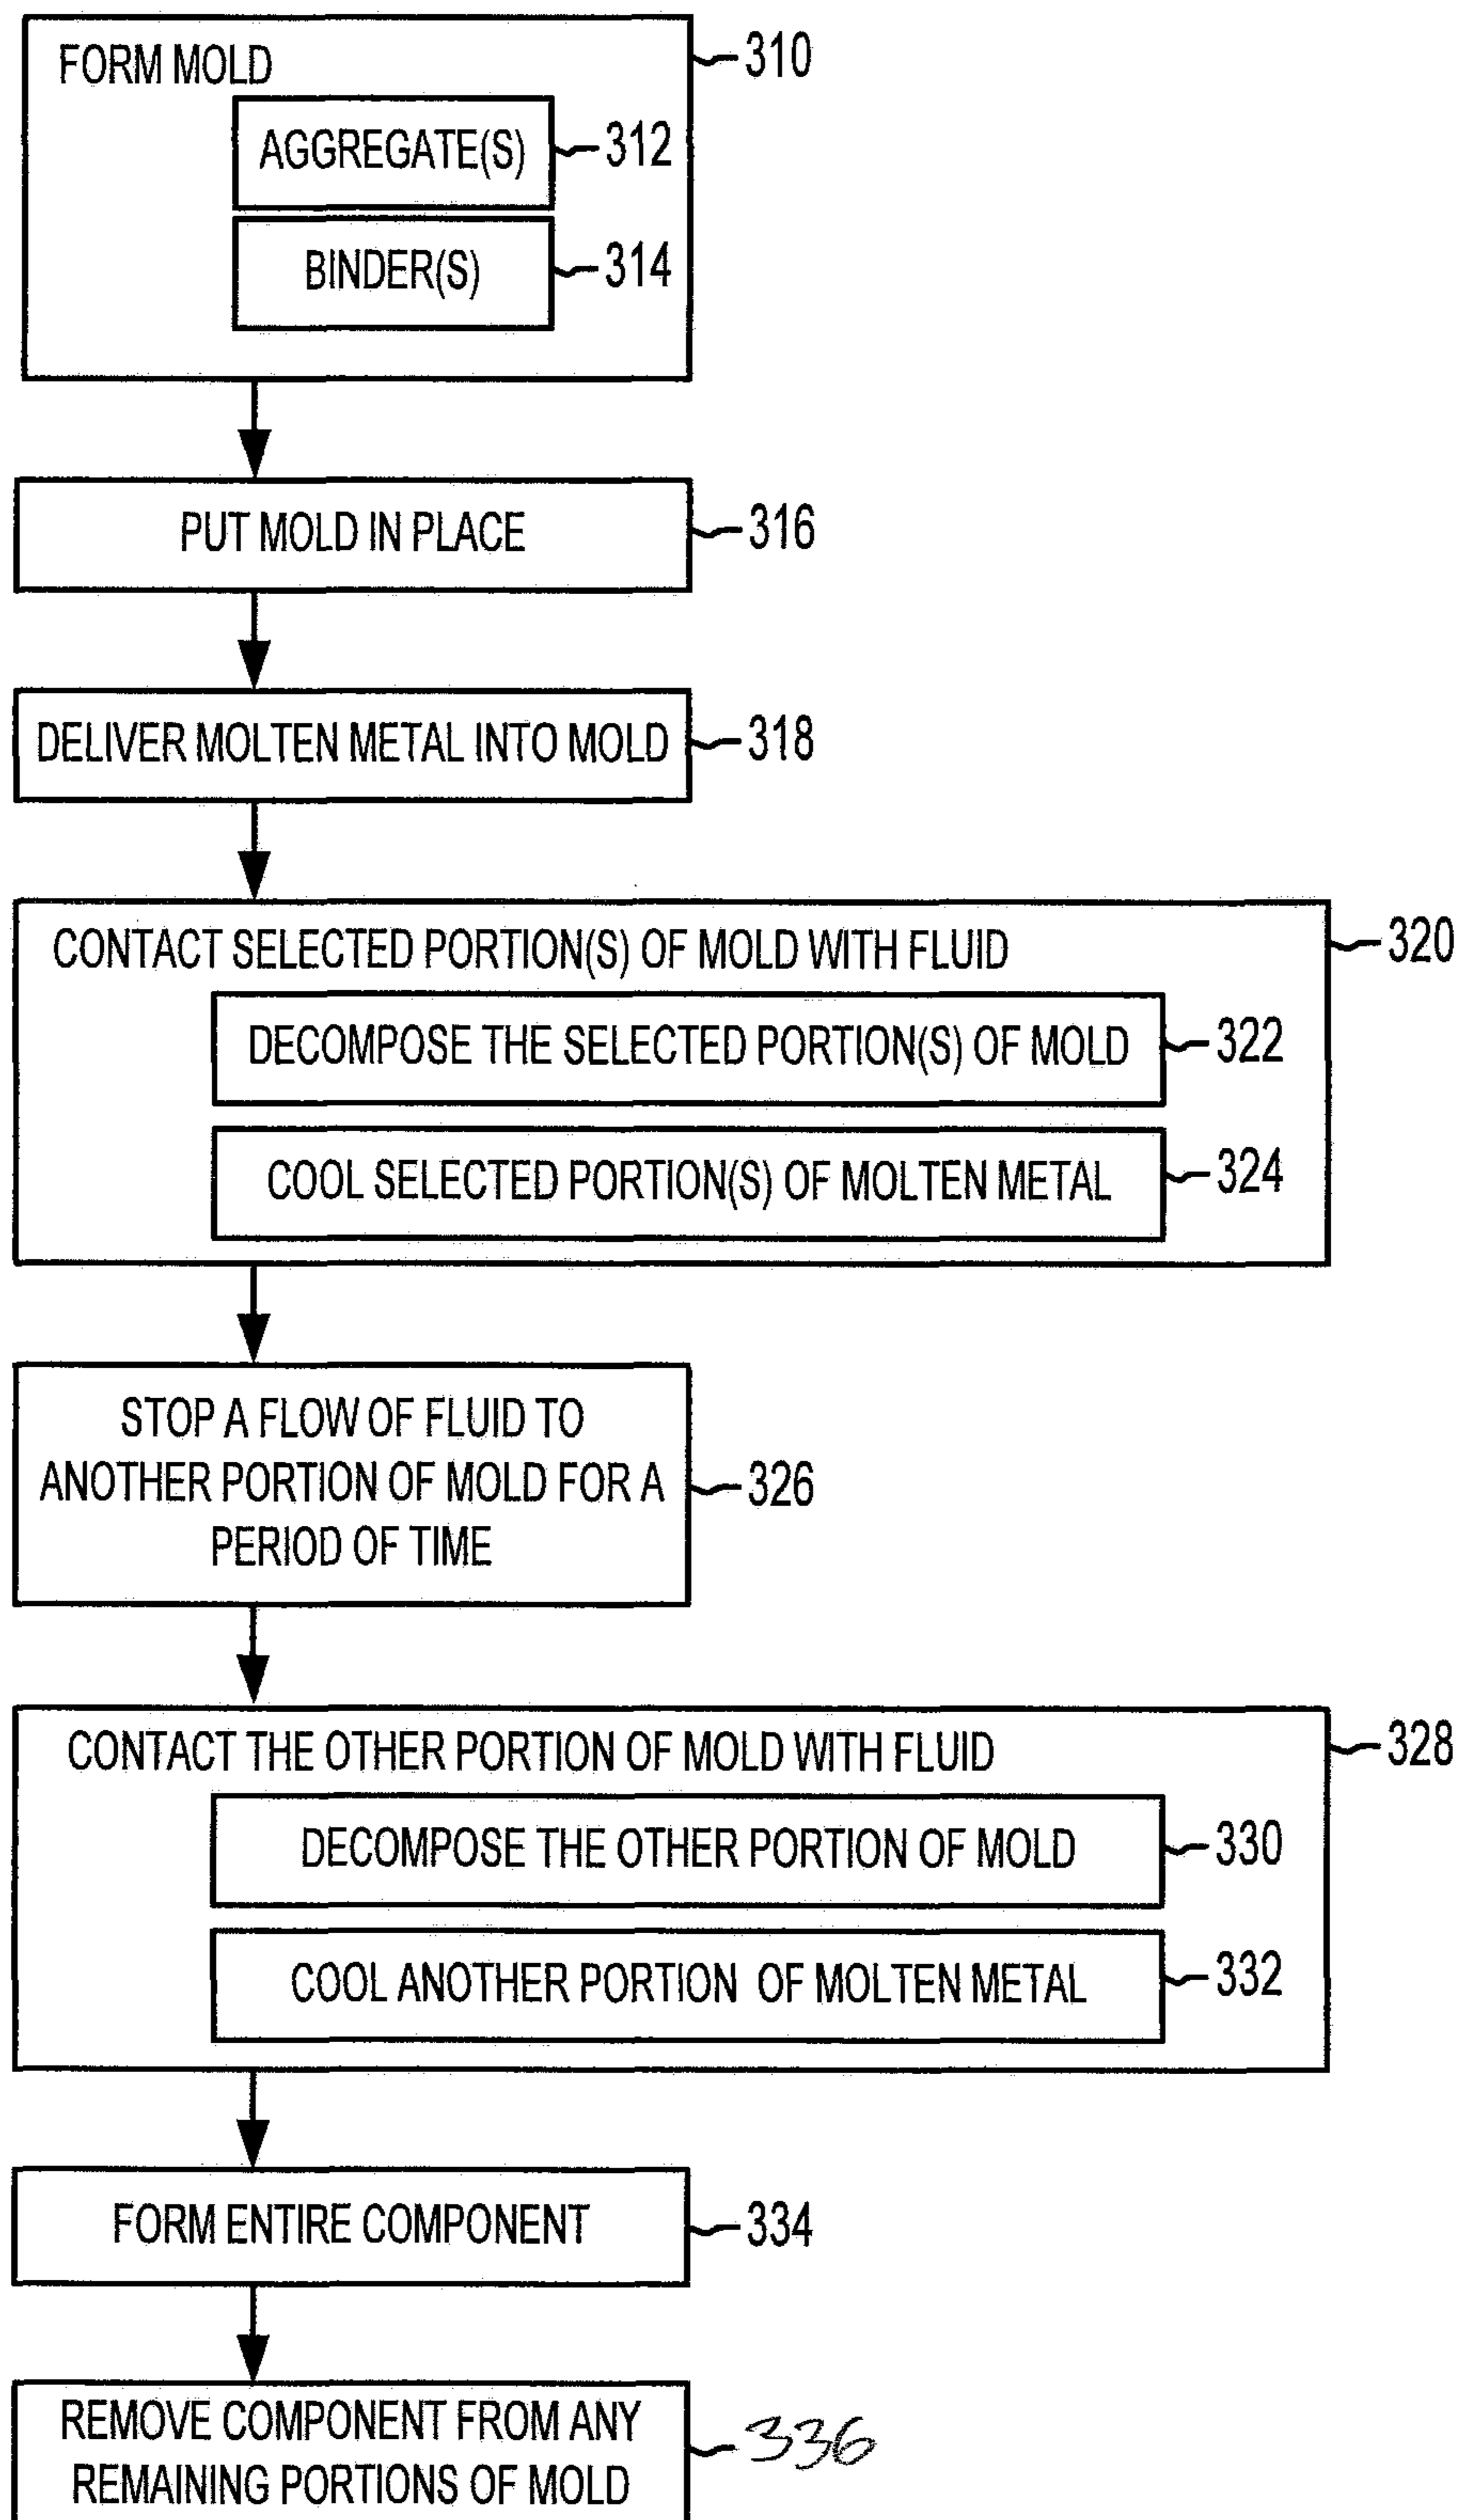 FORM MOLD
310
AGGREGATE(S)
312
BINDER(S)
314
PUT MOLD IN PLACE
316
DELIVER MOLTEN METAL INTO MOLD
318
CONTACT SELECTED PORTION(S) OF MOLD WITH FLUID
320
DECOMPOSE THE SELECTED PORTION(S) OF MOLD
322
COOL SELECTED PORTION(S) OF MOLTEN METAL
324
STOP A FLOW OF FLUID TO
ANOTHER PORTION OF MOLD FOR A
PERIOD OF TIME
326
CONTACT THE OTHER PORTION OF MOLD WITH FLUID
328
DECOMPOSE THE OTHER PORTION OF MOLD
330
COOL ANOTHER PORTION OF MOLTEN METAL
332
FORM ENTIRE COMPONENT
334
REMOVE COMPONENT FROM ANY
REMAINING PORTIONS OF MOLD
336